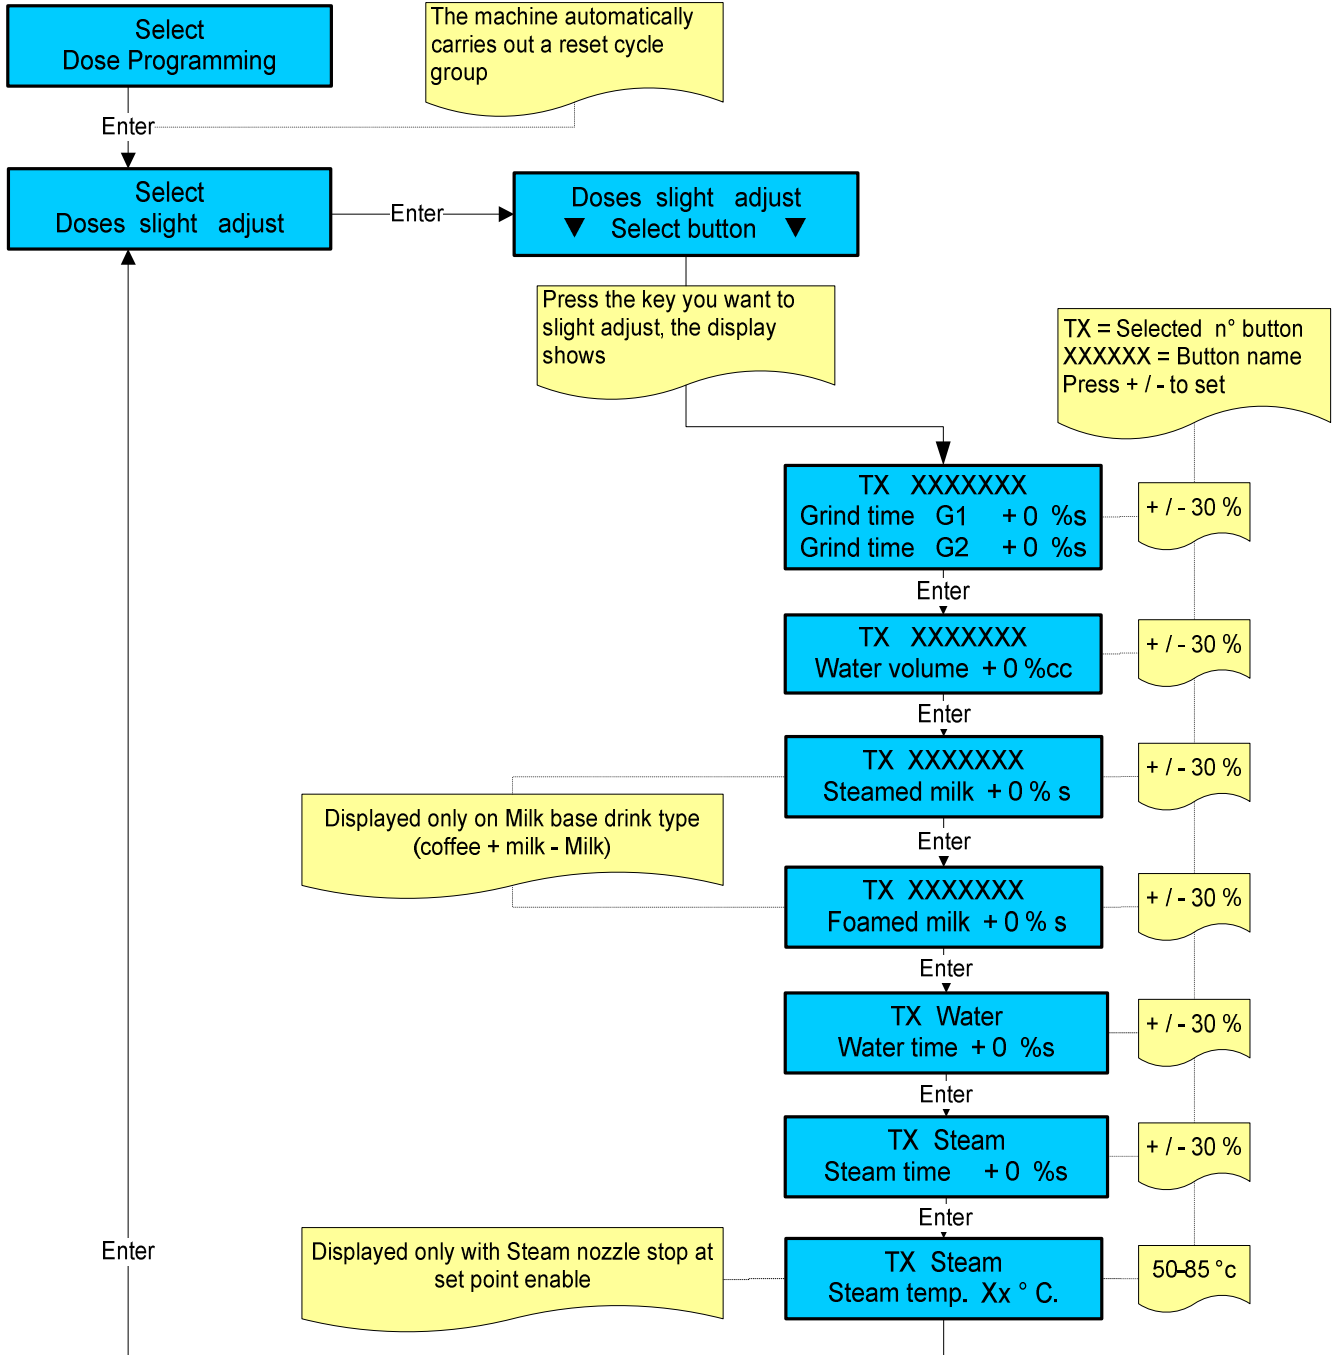 Select
Dose Programming
The machine automatically
carries out a reset cycle
group
Enter
Select
Doses slight adjust
Enter
Doses slight adjust
▼ Select button ▼
Press the key you want to
slight adjust, the display
shows
TX = Selected n° button
XXXXXX = Button name
Press + / - to set
TX XXXXXXX
Grind time G1 + 0 %s
Grind time G2 + 0 %s
+ / - 30 %
Enter
TX XXXXXXX
Water volume + 0 %cc
+ / - 30 %
Enter
TX XXXXXXX
Steamed milk + 0 % s
+ / - 30 %
Displayed only on Milk base drink type
(coffee + milk - Milk)
Enter
TX XXXXXXX
Foamed milk + 0 % s
+ / - 30 %
Enter
TX Water
Water time + 0 %s
+ / - 30 %
Enter
TX Steam
Steam time + 0 %s
+ / - 30 %
Enter
Enter
Displayed only with Steam nozzle stop at
set point enable
TX Steam
Steam temp. Xx ° C.
50-85 °c